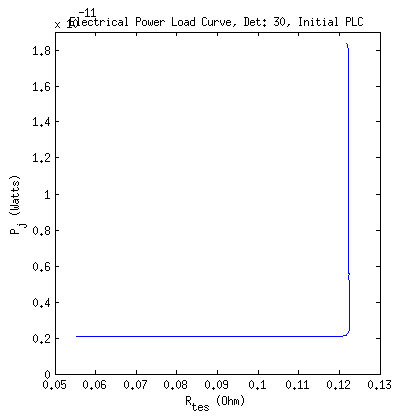 x 10-11
Electrical Power Load Curve, Det: 30, Initial PLC
1.8
1.6
1.4
1.2
1
0.8
0.6
0.4
0.2
0
Pj (Watts)
0.05 0.06 0.07 0.08 0.09 0.1 0.11 0.12 0.13
Rtes (Ohm)